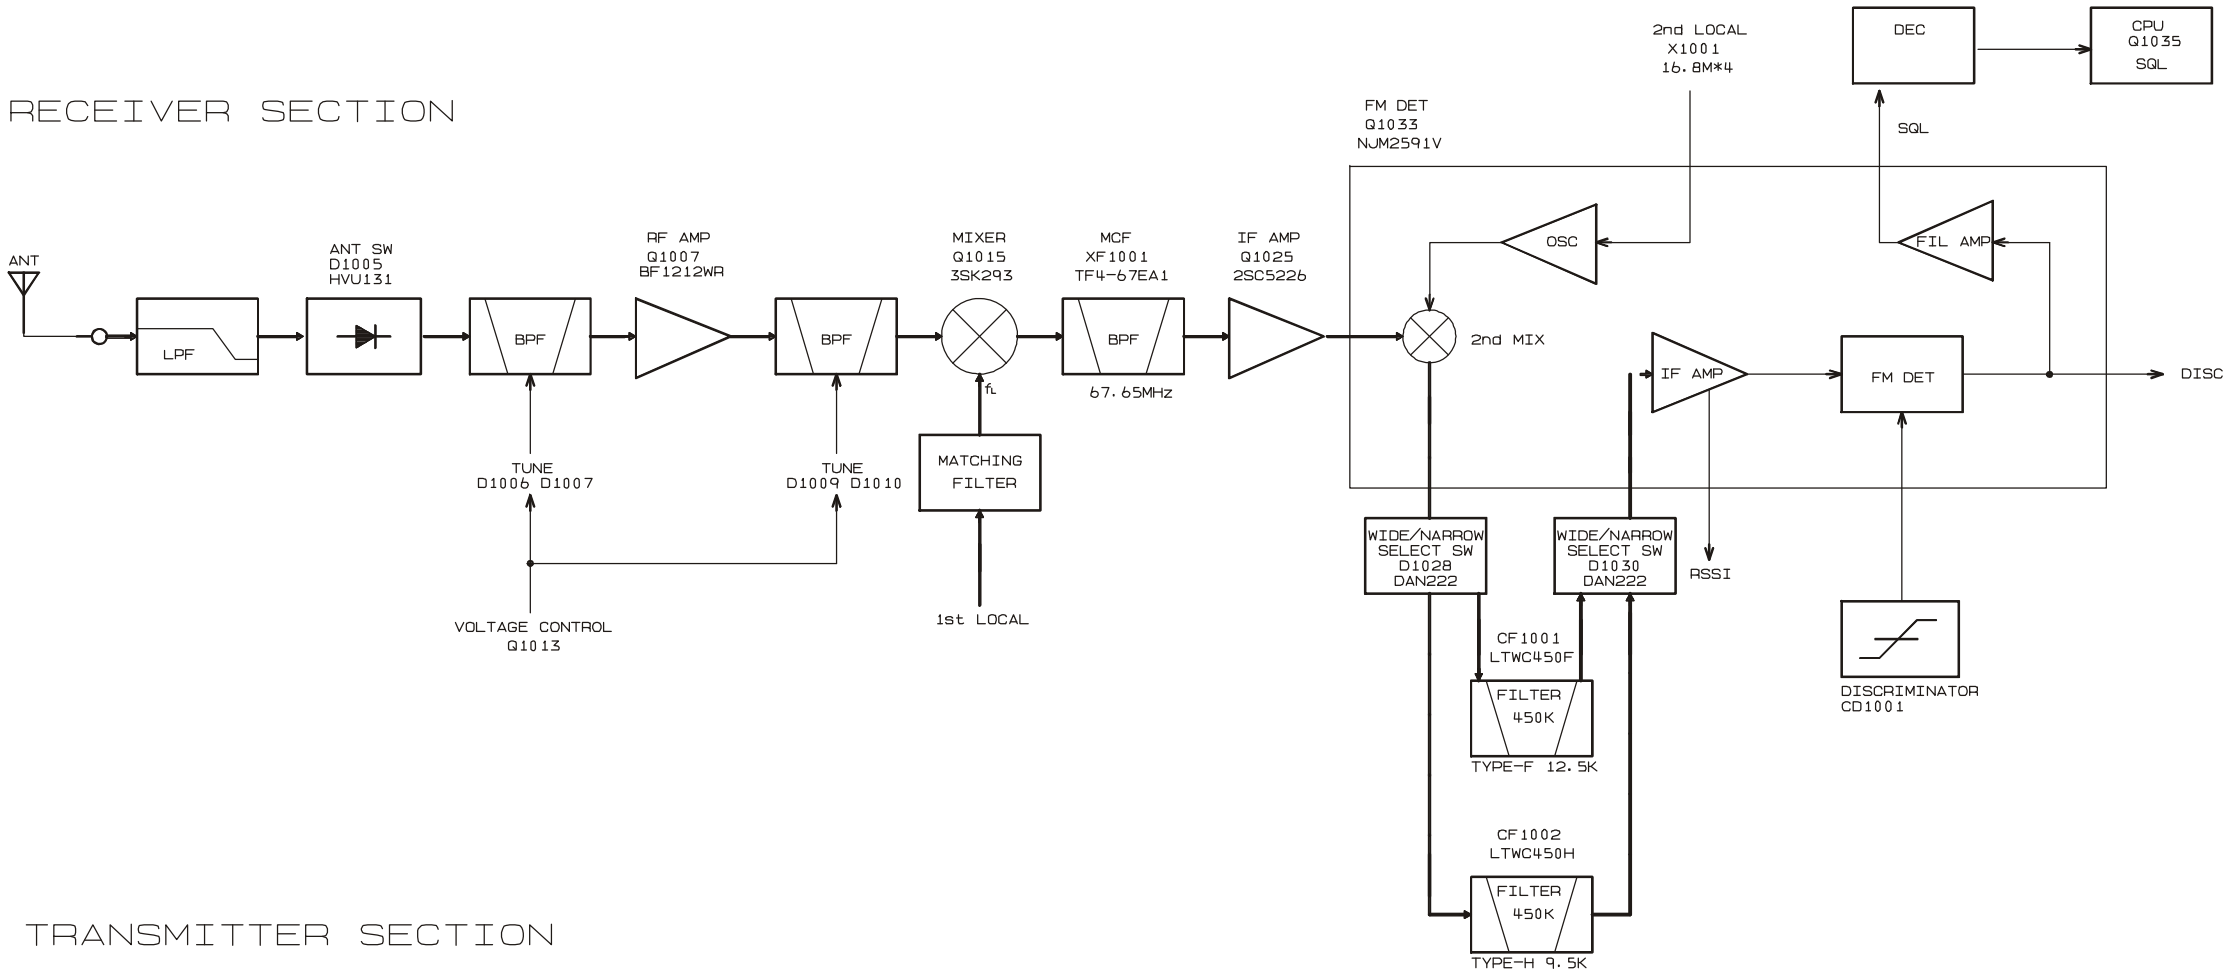 RECEIVER SECTION
2nd LOCAL
X1001
16.8M*4
DEC
CPU
Q1035
SQL
FM DET
Q1033
NJM2591V
SQL
ANT
ANT SW
D1005
HVU131
RF AMP
Q1007
BF1212WR
MIXER
Q1015
3SK293
MCF
XF1001
TF4-67EA1
IF AMP
Q1025
2SC5226
OSC
FIL AMP
LPF
BPF
BPF
BPF
2nd MIX
IF AMP
FM DET
DISC
fL
67.65MHz
TUNE
D1006 D1007
TUNE
D1009 D1010
MATCHING
FILTER
WIDE/NARROW
SELECT SW
D1028
DAN222
WIDE/NARROW
SELECT SW
D1030
DAN222
RSSI
1st LOCAL
VOLTAGE CONTROL
Q1013
CF1001
LTWC450F
FILTER
450K
TYPE-F 12.5K
DISCRIMINATOR
CD1001
CF1002
LTWC450H
FILTER
450K
TYPE-H 9.5K
TRANSMITTER SECTION